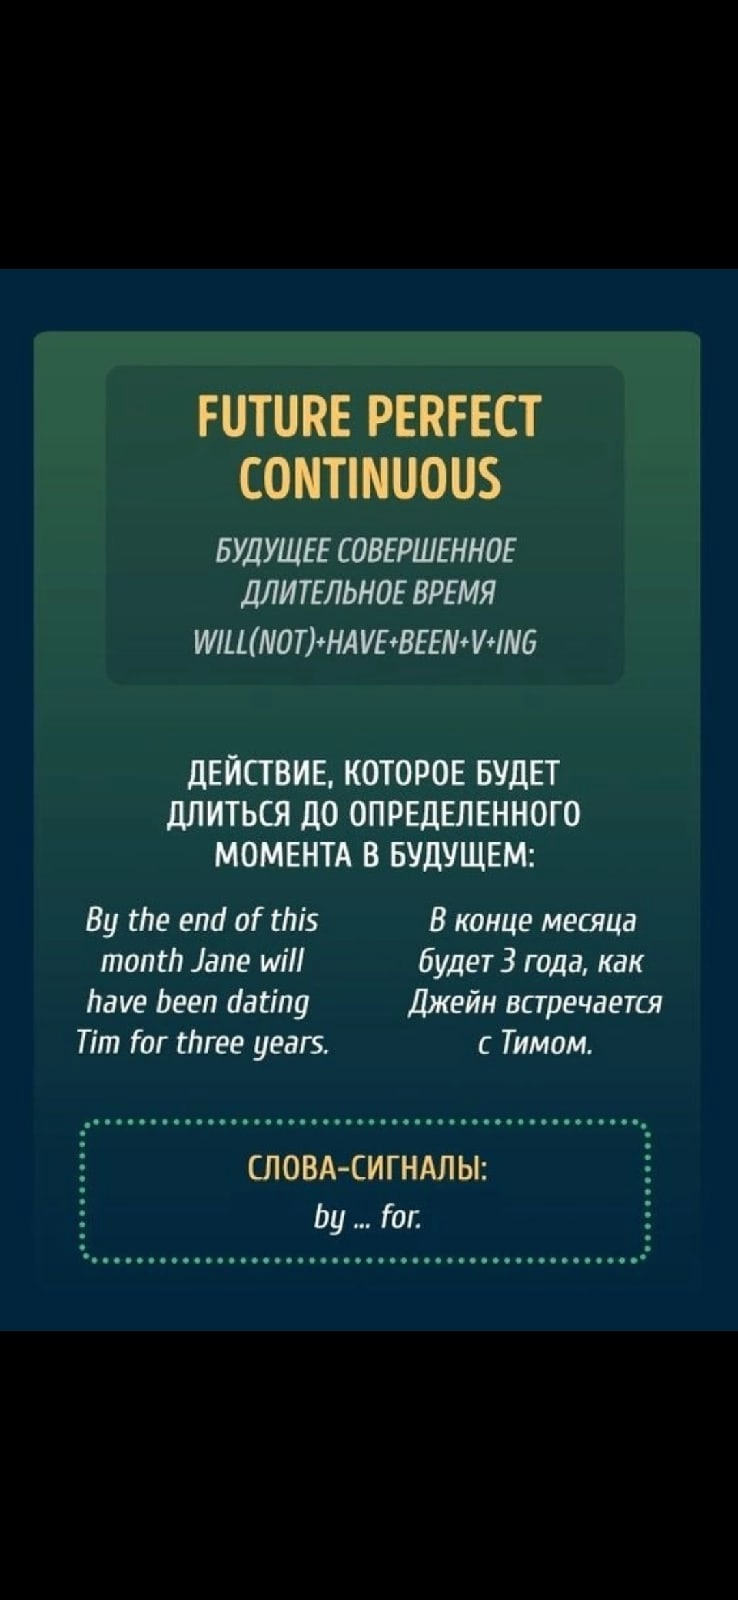 FUTURE PERFECT
CONTINUOUS
БУДУЩЕЕ СОВЕРШЕННОЕ
ДЛИТЕЛЬНОЕ ВРЕМЯ
WILL(NOT)+HAVE+BEEN+V+ING
ДЕЙСТВИЕ, КОТОРОЕ БУДЕТ
ДЛИТЬСЯ ДО ОПРЕДЕЛЕННОГО
МОМЕНТА В БУДУЩЕМ:
By the end of this
month Jane will
have been dating
Tim for three years.
В конце месяца
будет 3 года, как
Джейн встречается
с Тимом.
СЛОВА-СИГНАЛЫ:
by ... for.